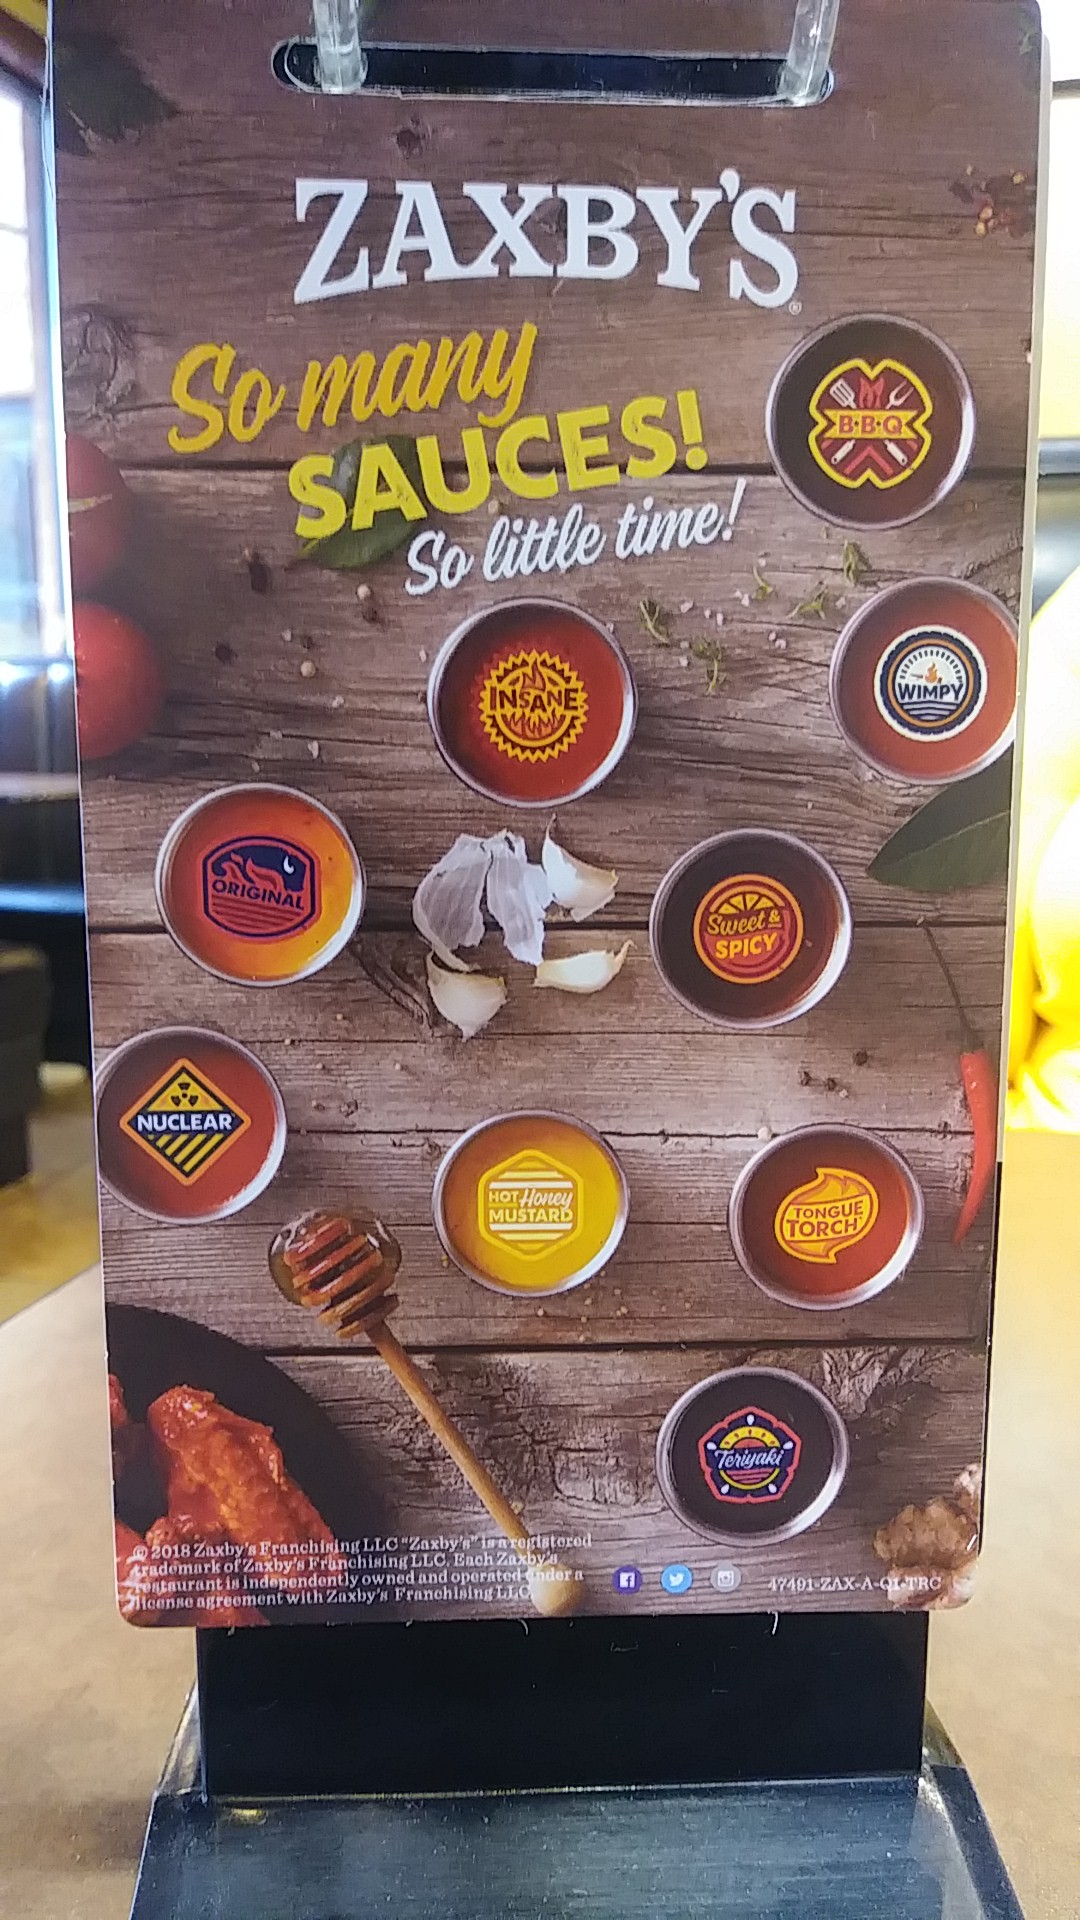 ZAXBY'S
So many
SAUCES!
So little time!
B·B·Q
INSANE
WIMPY
ORIGINAL
Sweet &
SPICY
NUCLEAR
HOT Honey
MUSTARD
TONGUE
TORCH
Teriyaki
© 2018 Zaxby's Franchising LLC "Zaxby's" is a registered
trademark of Zaxby's Franchising LLC. Each Zaxby's
restaurant is independently owned and operated under a
license agreement with Zaxby's Franchising LLC.
47491-ZAX-A-Q1-TRC